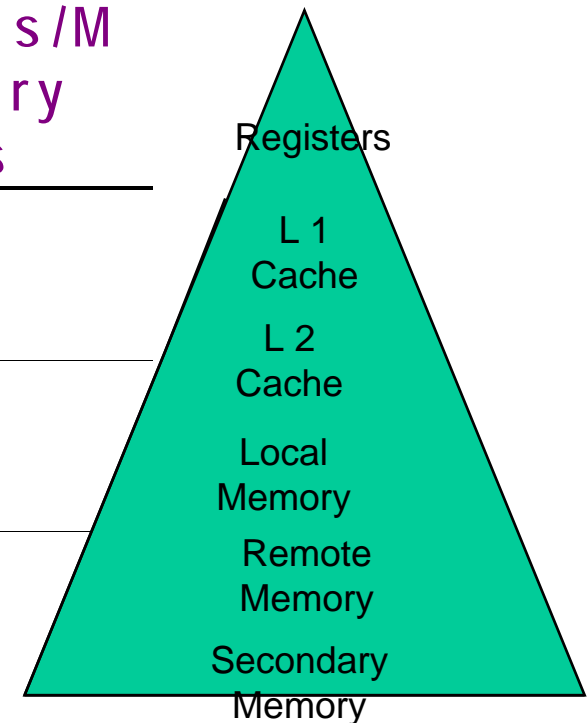 s/M
ry
s
Registers
L 1
Cache
L 2
Cache
Local
Memory
Remote
Memory
Secondary
Memory